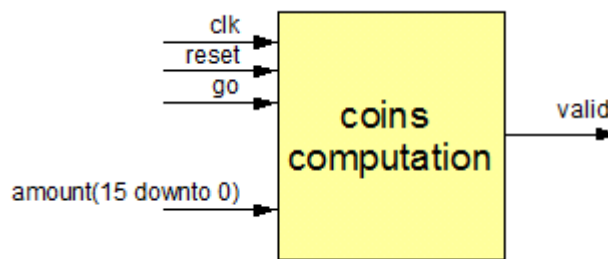 clk
reset
go
coins
computation
valid
amount(15 downto 0)